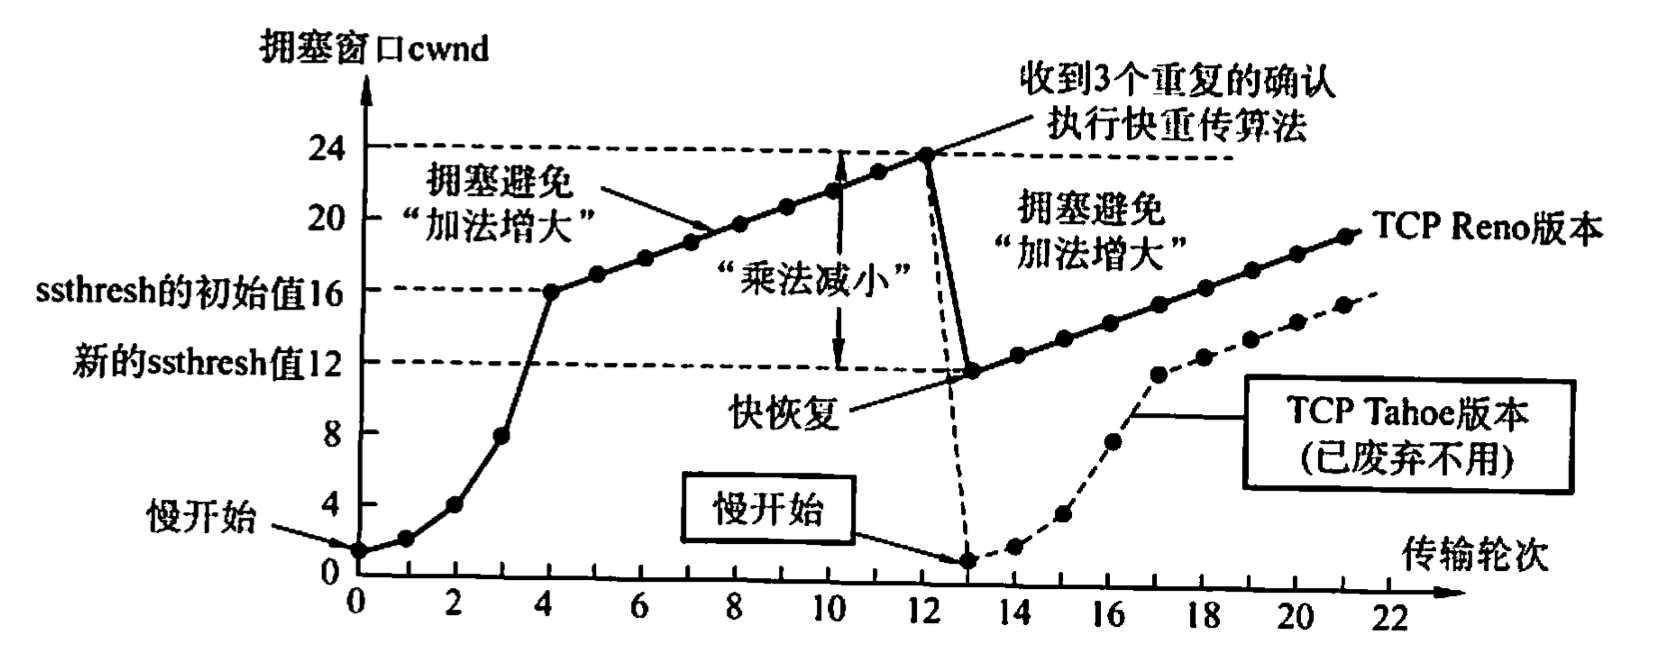 拥塞窗口cwnd
收到3个重复的确认
执行快重传算法
24
拥塞避免
“加法增大”
20
拥塞避免
“加法增大”
TCP Reno版本
“乘法减小”
ssthresh的初始值16
新的ssthresh值12
快恢复
TCP Tahoe版本
(已废弃不用)
8
慢开始
4
慢开始
传输轮次
0
0 2 4 6 8 10 12 14 16 18 20 22